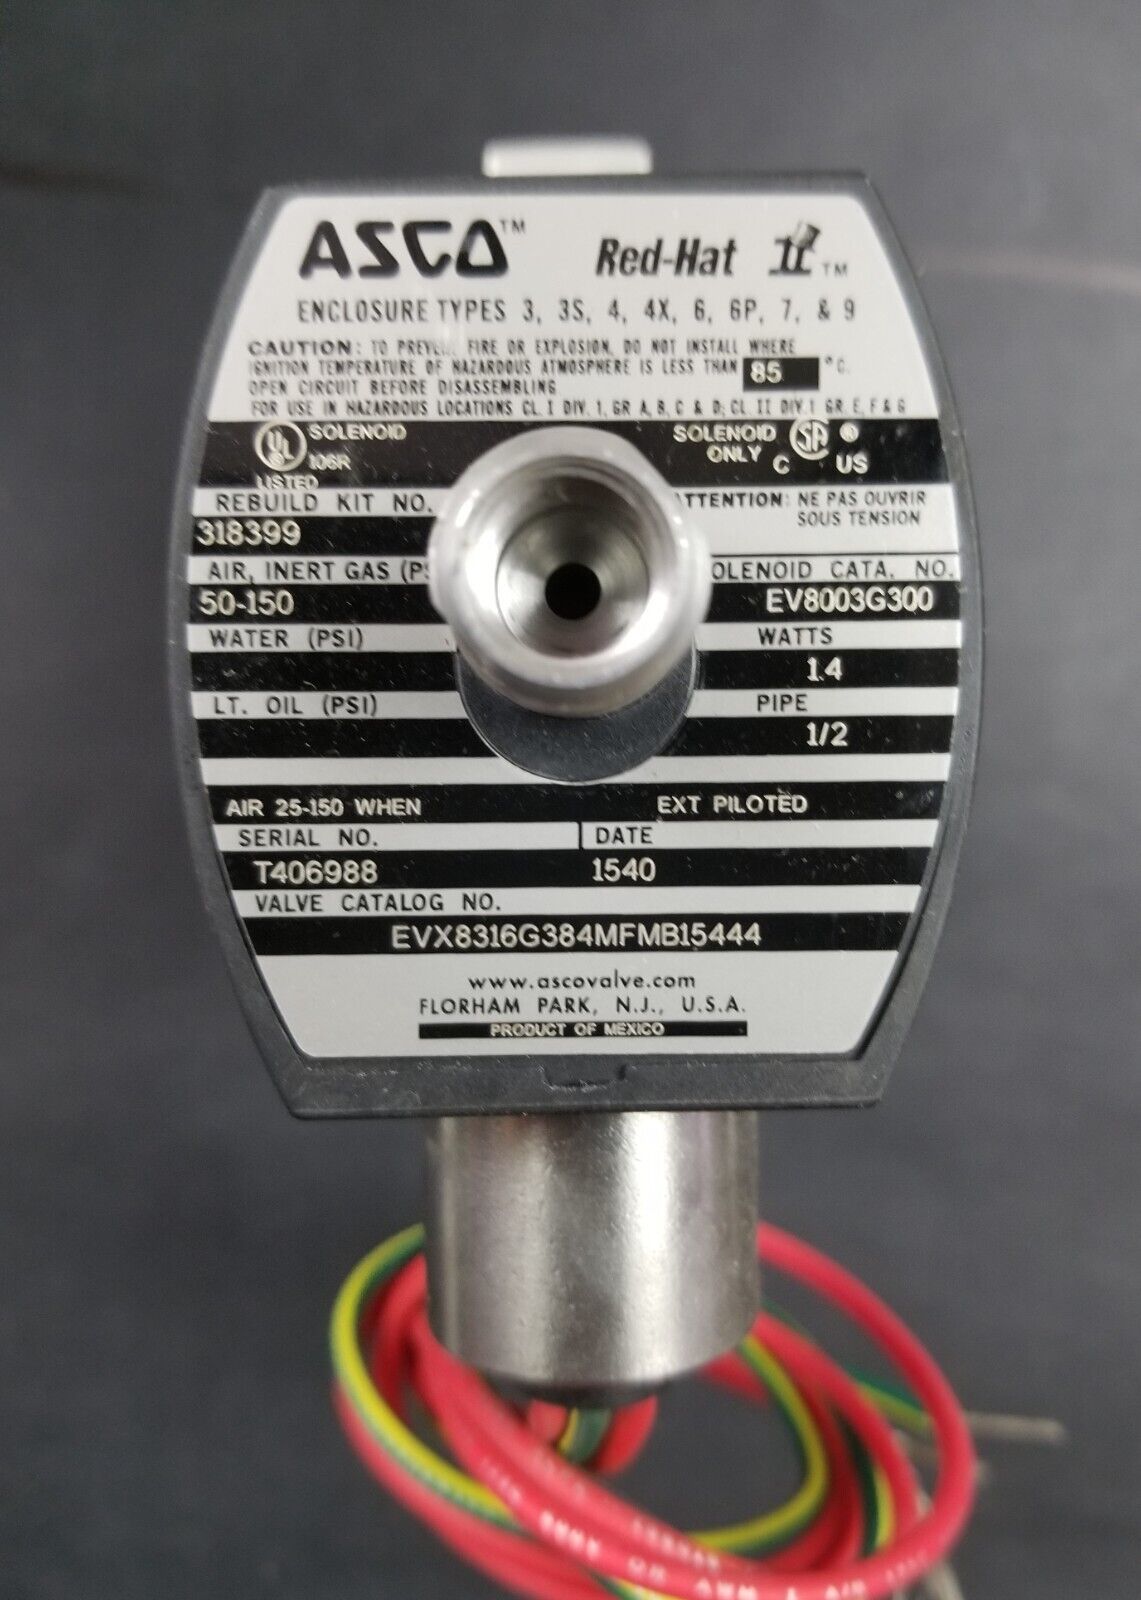 ASCO™ Red-Hat II™
ENCLOSURE TYPES 3, 3S, 4, 4X, 6, 6P, 7, & 9
CAUTION: TO FIRE OR EXPLOSION, DO NOT INSTALL WHERE
IGNITION TEMPERATURE OF HAZARDOUS ATMOSPHERE IS LESS THAN 85 °C.
OPEN CIRCUIT BEFORE DISASSEMBLING
FOR USE IN HAZARDOUS LOCATIONS CL. I DIV. 1, GR A, B, C & D; CL. II DIV. 1 GR. E, F & G
UL LISTED SOLENOID 106R
SOLENOID ONLY C SA ® US
REBUILD KIT NO.
318399
ATTENTION: NE PAS OUVRIR
SOUS TENSION
AIR, INERT GAS
50-150
CATA. NO.
EV8003G300
WATER (PSI)
WATTS
1.4
LT. OIL (PSI)
PIPE
1/2
AIR 25-150 WHEN EXT PILOTED
SERIAL NO. DATE
T406988 1540
VALVE CATALOG NO.
EVX8316G384MFMB15444
www.ascovalve.com
FLORHAM PARK, N.J., U.S.A.
PRODUCT OF MEXICO